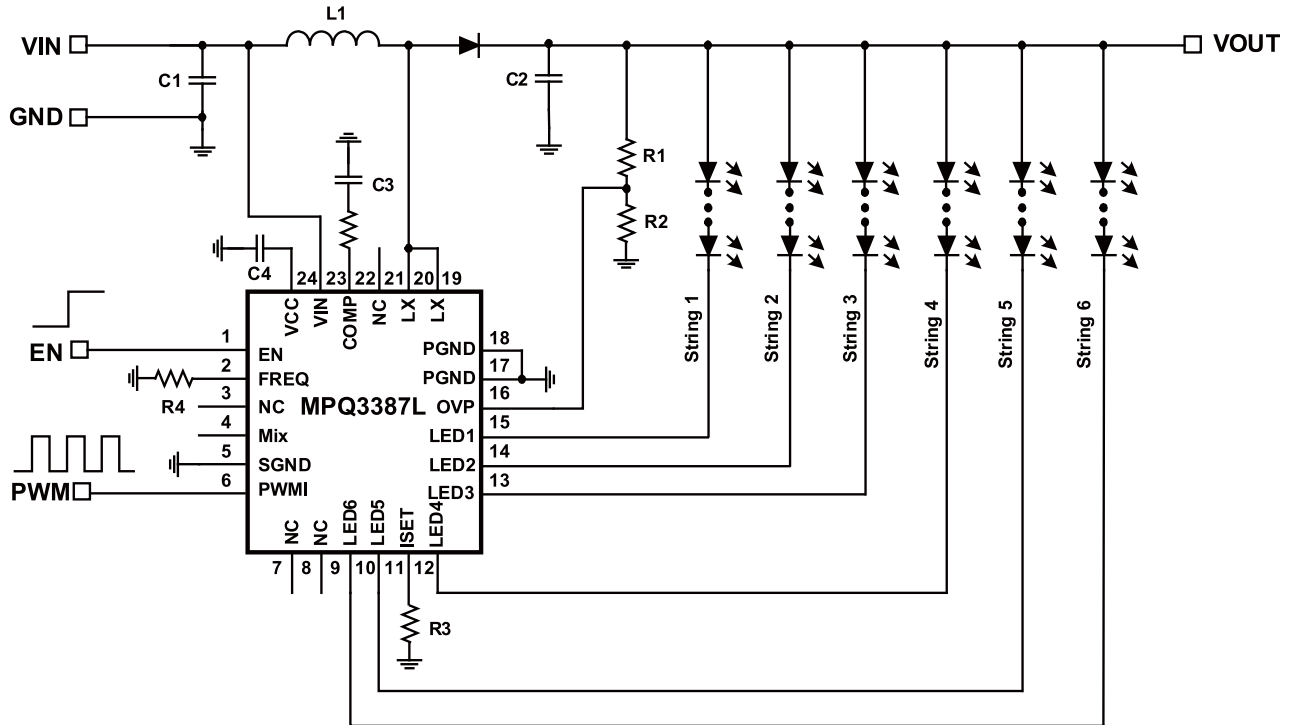 L1
VIN
VOUT
C1
C2
GND
R1
C3
R2
C4
24 23 22 21 20 19
VCC
VIN
COMP
NC
LX
LX
String 1
String 2
String 3
String 4
String 5
String 6
EN
1
EN
2
FREQ
R4
3
NC
4
Mix
5
SGND
6
PWMI
PWM
MPQ3387L
18
PGND
17
PGND
16
OVP
15
LED1
14
LED2
13
LED3
NC
NC
LED6
LED5
ISET
LED4
7 8 9 10 11 12
R3